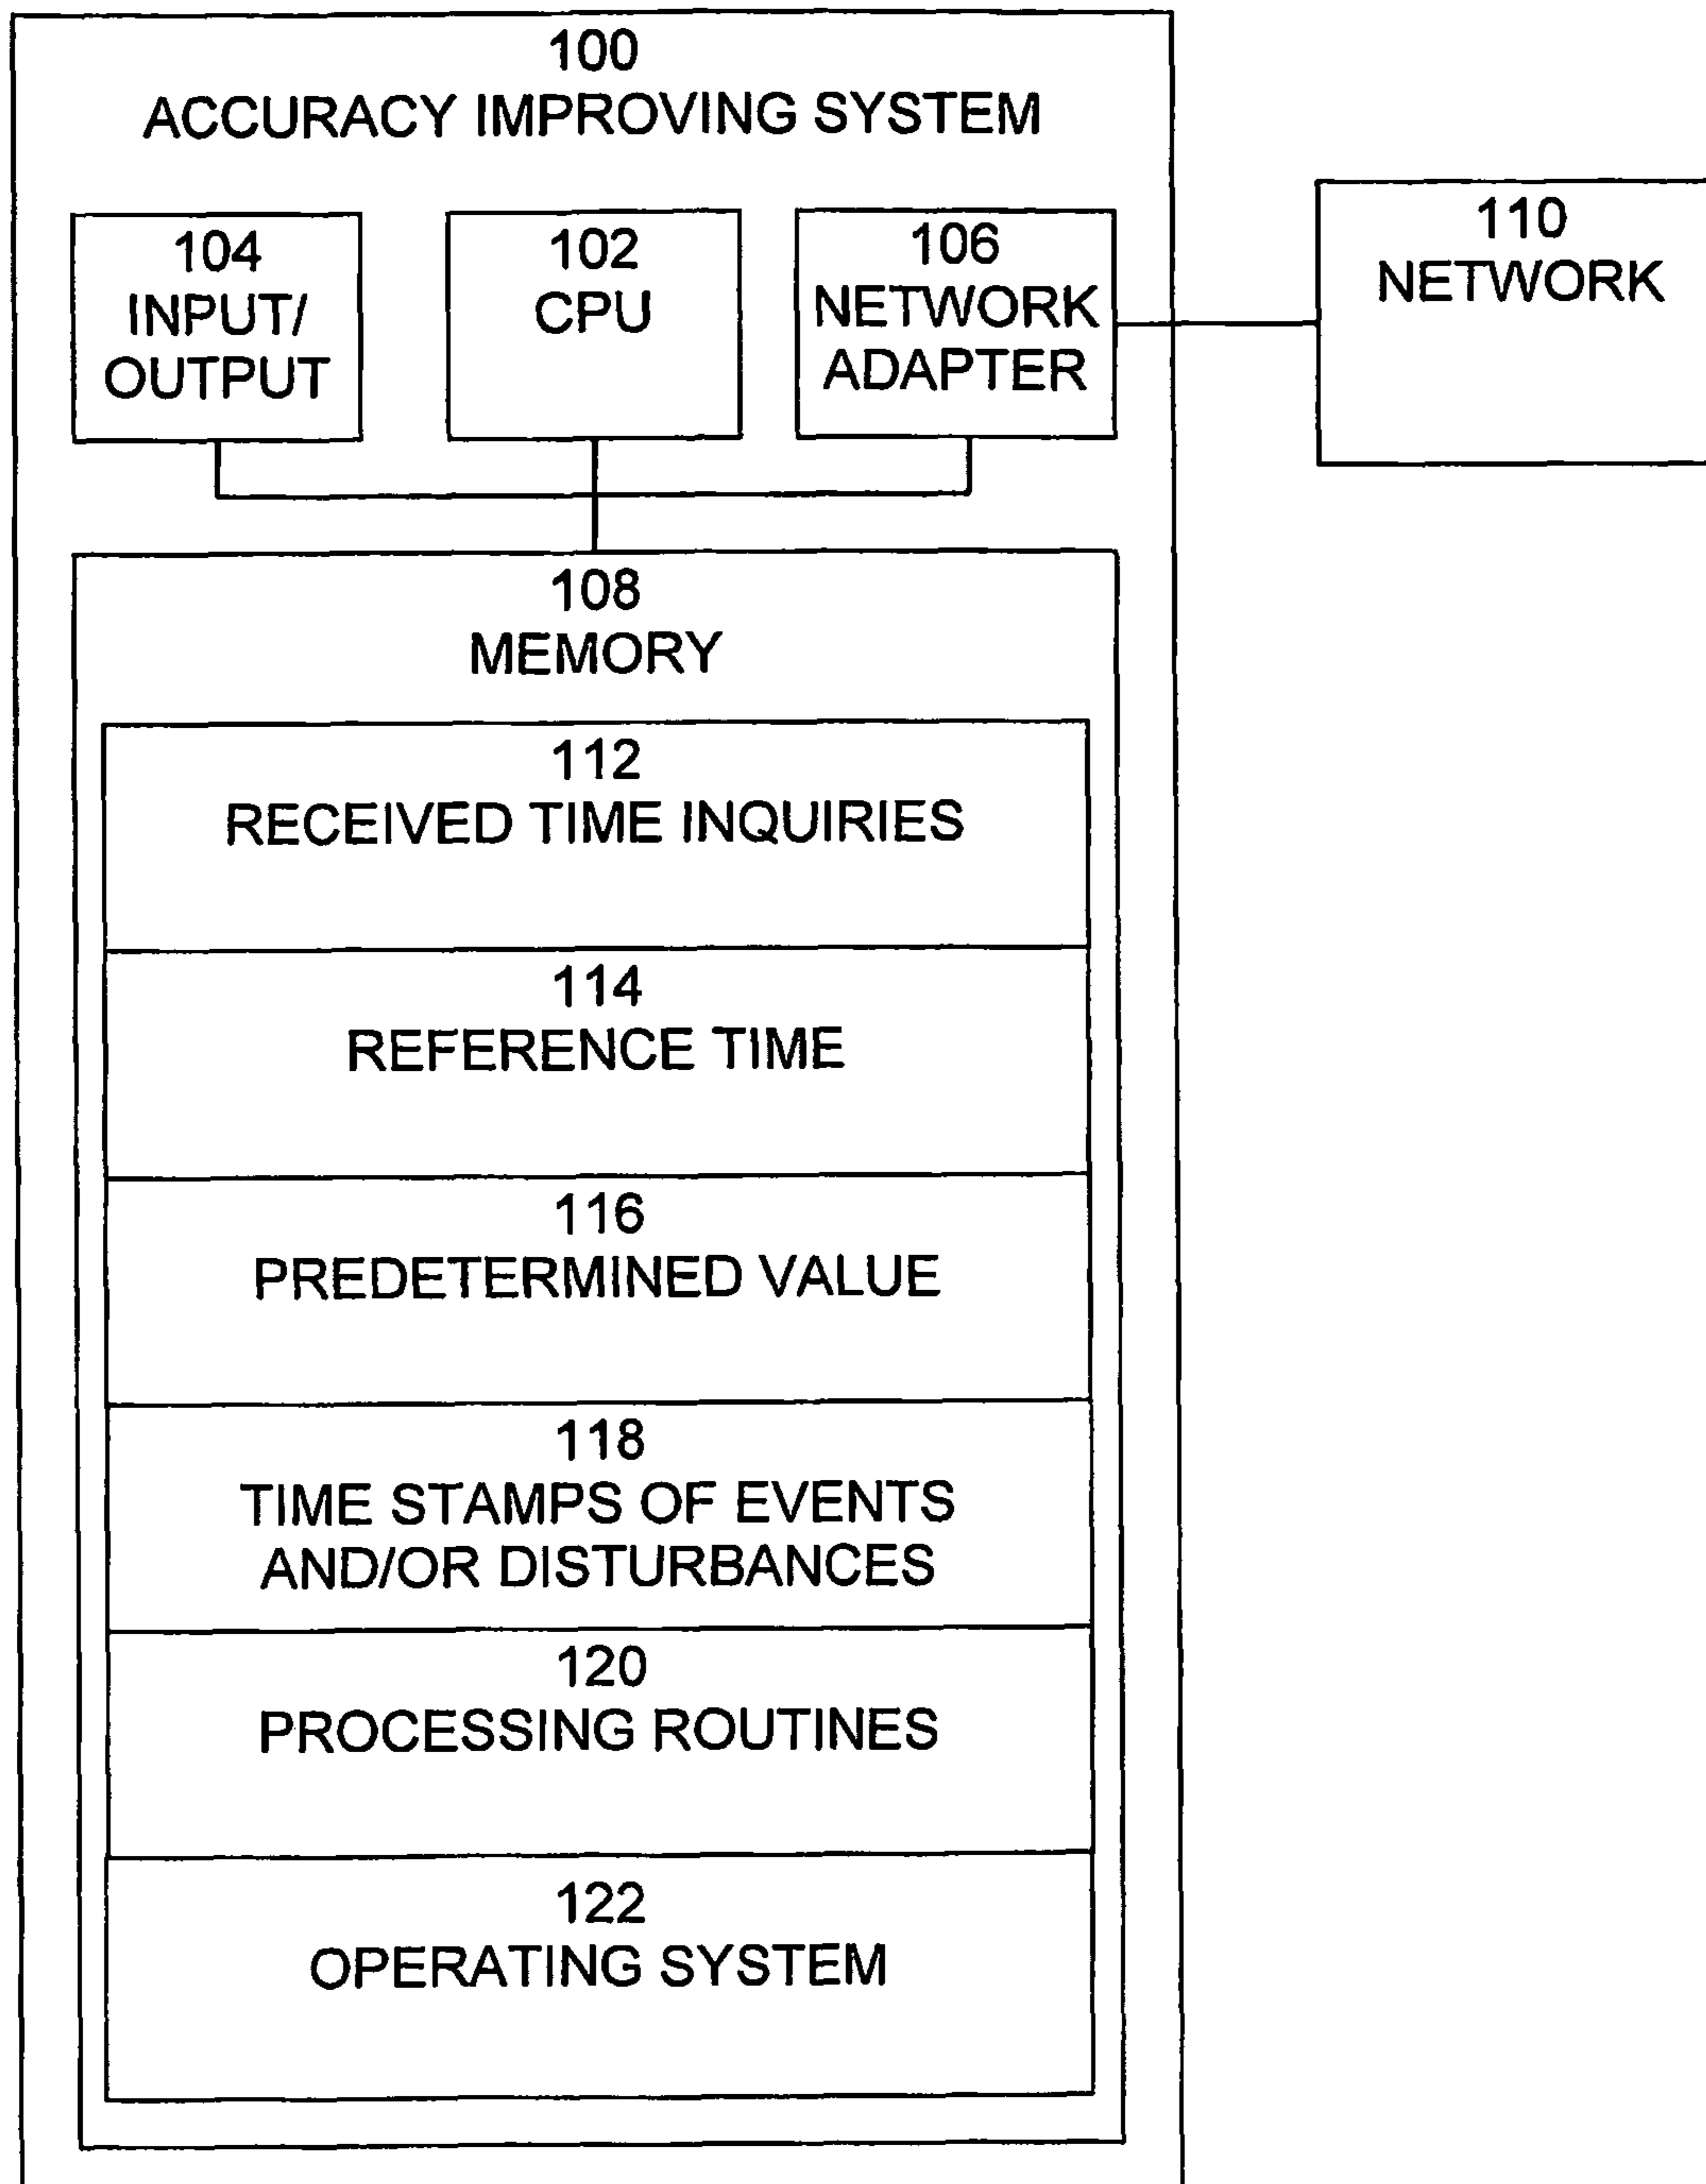 100
ACCURACY IMPROVING SYSTEM
104
INPUT/
OUTPUT
102
CPU
106
NETWORK
ADAPTER
110
NETWORK
108
MEMORY
112
RECEIVED TIME INQUIRIES
114
REFERENCE TIME
116
PREDETERMINED VALUE
118
TIME STAMPS OF EVENTS
AND/OR DISTURBANCES
120
PROCESSING ROUTINES
122
OPERATING SYSTEM